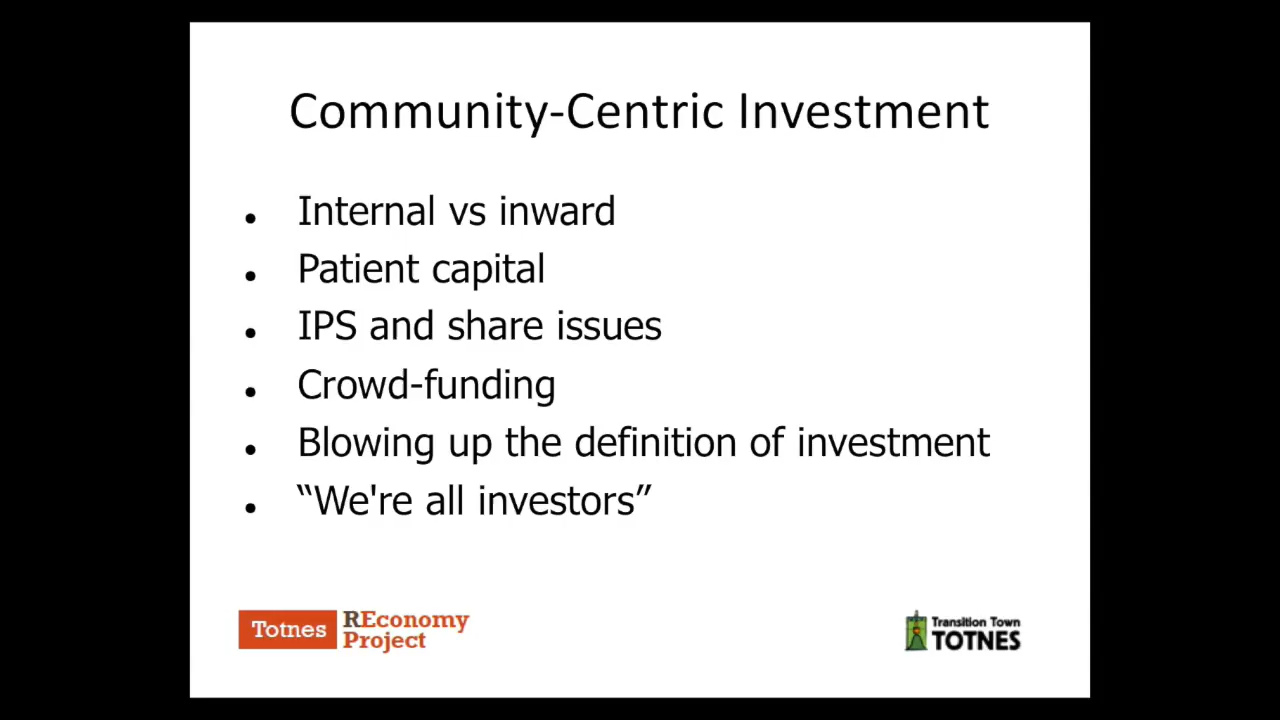 Community-Centric Investment
• Internal vs inward
• Patient capital
• IPS and share issues
• Crowd-funding
• Blowing up the definition of investment
• “We're all investors”
Totnes REconomy
Project
Transition Town
TOTNES